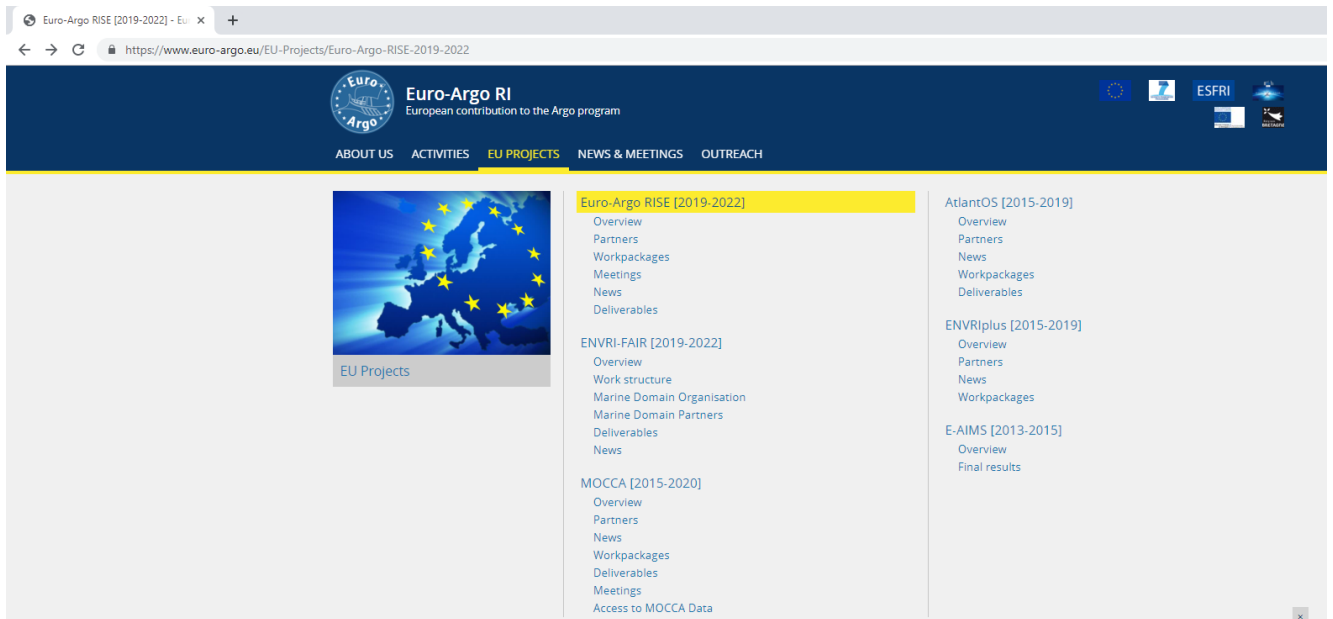 Euro-Argo RISE [2019-2022] - Eu
https://www.euro-argo.eu/EU-Projects/Euro-Argo-RISE-2019-2022
Euro-Argo
Euro-Argo RI
European contribution to the Argo program
ESFRI
BRETAGNE
ABOUT US ACTIVITIES EU PROJECTS NEWS & MEETINGS OUTREACH
EU Projects
Euro-Argo RISE [2019-2022]
Overview
Partners
Workpackages
Meetings
News
Deliverables
ENVRI-FAIR [2019-2022]
Overview
Work structure
Marine Domain Organisation
Marine Domain Partners
Deliverables
News
MOCCA [2015-2020]
Overview
Partners
News
Workpackages
Deliverables
Meetings
Access to MOCCA Data
AtlantOS [2015-2019]
Overview
Partners
News
Workpackages
Deliverables
ENVRIplus [2015-2019]
Overview
Partners
News
Workpackages
E-AIMS [2013-2015]
Overview
Final results